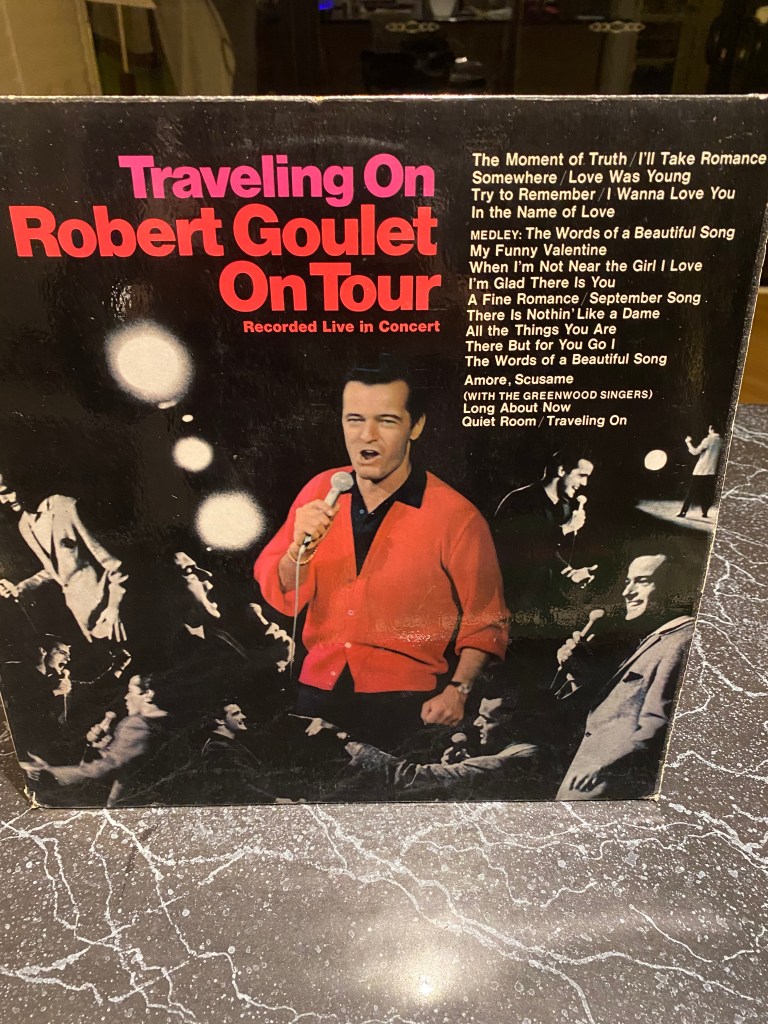 Traveling On
Robert Goulet
On Tour
Recorded Live in Concert
The Moment of Truth / I'll Take Romance
Somewhere / Love Was Young
Try to Remember / I Wanna Love You
In the Name of Love
MEDLEY: The Words of a Beautiful Song
My Funny Valentine
When I'm Not Near the Girl I Love
I'm Glad There Is You
A Fine Romance / September Song
There Is Nothin' Like a Dame
All the Things You Are
There But for You Go I
The Words of a Beautiful Song
Amore, Scusame
(WITH THE GREENWOOD SINGERS)
Long About Now
Quiet Room / Traveling On